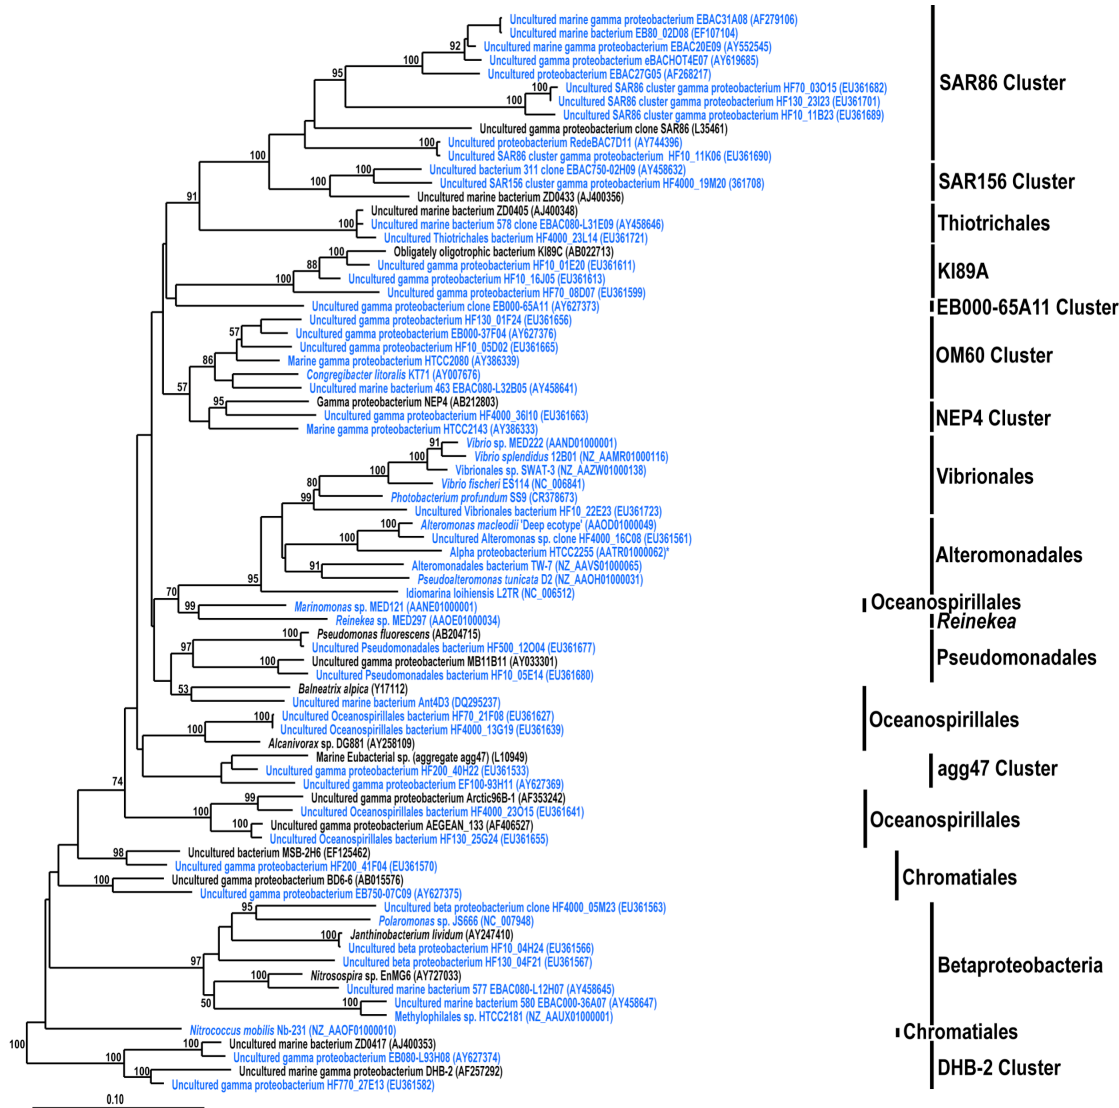 Uncultured marine gamma proteobacterium EBAC31A08 (AF279106)
Uncultured marine bacterium EB80_02D08 (EF107104)
92 Uncultured marine gamma proteobacterium EBAC20E09 (AY552545)
Uncultured gamma proteobacterium eBACHOT4E07 (AY619685)
100 Uncultured proteobacterium EBAC27G05 (AF268217)
95
SAR86 Cluster
100 Uncultured SAR86 cluster gamma proteobacterium HF70_03O15 (EU361682)
Uncultured SAR86 cluster gamma proteobacterium HF130_23I23 (EU361701)
100 Uncultured SAR86 cluster gamma proteobacterium HF10_11B23 (EU361689)
Uncultured gamma proteobacterium clone SAR86 (L35461)
100 Uncultured proteobacterium RedeBAC7D11 (AY744396)
100 Uncultured SAR86 cluster gamma proteobacterium HF10_11K06 (EU361690)
100 Uncultured bacterium 311 clone EBAC750-02H09 (AY458632)
100 Uncultured SAR156 cluster gamma proteobacterium HF4000_19M20 (361708)
SAR156 Cluster
91 Uncultured marine bacterium ZD0433 (AJ400356)
Uncultured marine bacterium ZD0405 (AJ400348)
100 Uncultured marine bacterium 578 clone EBAC080-L31E09 (AY458646)
Thiotrichales
Uncultured Thiotrichales bacterium HF4000_23L14 (EU361721)
100 Obligately oligotrophic bacterium KI89C (AB022713)
88 Uncultured gamma proteobacterium HF10_01E20 (EU361611)
KI89A
100 Uncultured gamma proteobacterium HF10_16J05 (EU361613)
Uncultured gamma proteobacterium HF70_08D07 (EU361599)
Uncultured gamma proteobacterium clone EB000-65A11 (AY627373)
EB000-65A11 Cluster
Uncultured gamma proteobacterium HF130_01F24 (EU361656)
57 Uncultured gamma proteobacterium EB000-37F04 (AY627376)
Uncultured gamma proteobacterium HF10_05D02 (EU361665)
86 Marine gamma proteobacterium HTCC2080 (AY386339)
OM60 Cluster
Congregibacter litoralis KT71 (AY007676)
57 Uncultured marine bacterium 463 EBAC080-L32B05 (AY458641)
95 Gamma proteobacterium NEP4 (AB212803)
Uncultured gamma proteobacterium HF4000_36I10 (EU361663)
NEP4 Cluster
Marine gamma proteobacterium HTCC2143 (AY386333)
91 Vibrio sp. MED222 (AAND01000001)
100 Vibrio splendidus 12B01 (NZ_AAMR01000116)
100 Vibrionales sp. SWAT-3 (NZ_AAZW01000138)
Vibrionales
80 Vibrio fischeri ES114 (NC_006841)
99 Photobacterium profundum SS9 (CR378673)
Uncultured Vibrionales bacterium HF10_22E23 (EU361723)
100 Alteromonas macleodii 'Deep ecotype' (AAOD01000049)
100 Uncultured Alteromonas sp. clone HF4000_16C08 (EU361561)
Alpha proteobacterium HTCC2255 (AATR01000062)*
Alteromonadales
91 Alteromonadales bacterium TW-7 (NZ_AAVS01000065)
95 Pseudoalteromonas tunicata D2 (NZ_AAOH01000031)
70 Idiomarina loihiensis L2TR (NC_006512)
99 Marinomonas sp. MED121 (AANE01000001)
Oceanospirillales
Reinekea sp. MED297 (AAOE01000034)
Reinekea
100 Pseudomonas fluorescens (AB204715)
97 Uncultured Pseudomonadales bacterium HF500_12O04 (EU361677)
100 Uncultured gamma proteobacterium MB11B11 (AY033301)
Pseudomonadales
Uncultured Pseudomonadales bacterium HF10_05E14 (EU361680)
53 Balneatrix alpica (Y17112)
Uncultured marine bacterium Ant4D3 (DQ295237)
100 Uncultured Oceanospirillales bacterium HF70_21F08 (EU361627)
Oceanospirillales
100 Uncultured Oceanospirillales bacterium HF4000_13G19 (EU361639)
Alcanivorax sp. DG881 (AY258109)
Marine Eubacterial sp. (aggregate agg47) (L10949)
Uncultured gamma proteobacterium HF200_40H22 (EU361533)
agg47 Cluster
74 Uncultured gamma proteobacterium EF100-93H11 (AY627369)
99 Uncultured gamma proteobacterium Arctic96B-1 (AF353242)
100 Uncultured Oceanospirillales bacterium HF4000_23O15 (EU361641)
Oceanospirillales
100 Uncultured gamma proteobacterium AEGEAN_133 (AF406527)
Uncultured Oceanospirillales bacterium HF130_25G24 (EU361655)
98 Uncultured bacterium MSB-2H6 (EF125462)
Uncultured gamma proteobacterium HF200_41F04 (EU361570)
Chromatiales
100 Uncultured gamma proteobacterium BD6-6 (AB015576)
Uncultured gamma proteobacterium EB750-07C09 (AY627375)
95 Uncultured beta proteobacterium clone HF4000_05M23 (EU361563)
Polaromonas sp. JS666 (NC_007948)
100 Janthinobacterium lividum (AY247410)
Uncultured beta proteobacterium HF10_04H24 (EU361566)
97 Uncultured beta proteobacterium HF130_04F21 (EU361567)
Betaproteobacteria
100 Nitrosospira sp. EnMG6 (AY727033)
Uncultured marine bacterium 577 EBAC080-L12H07 (AY458645)
50 100 Uncultured marine bacterium 580 EBAC000-36A07 (AY458647)
Methylophilales sp. HTCC2181 (NZ_AAUX01000001)
Nitrococcus mobilis Nb-231 (NZ_AAOF01000010)
Chromatiales
100 100 Uncultured marine bacterium ZD0417 (AJ400353)
100 Uncultured gamma proteobacterium EB080-L93H08 (AY627374)
100 Uncultured marine gamma proteobacterium DHB-2 (AF257292)
DHB-2 Cluster
Uncultured gamma proteobacterium HF770_27E13 (EU361582)
0.10